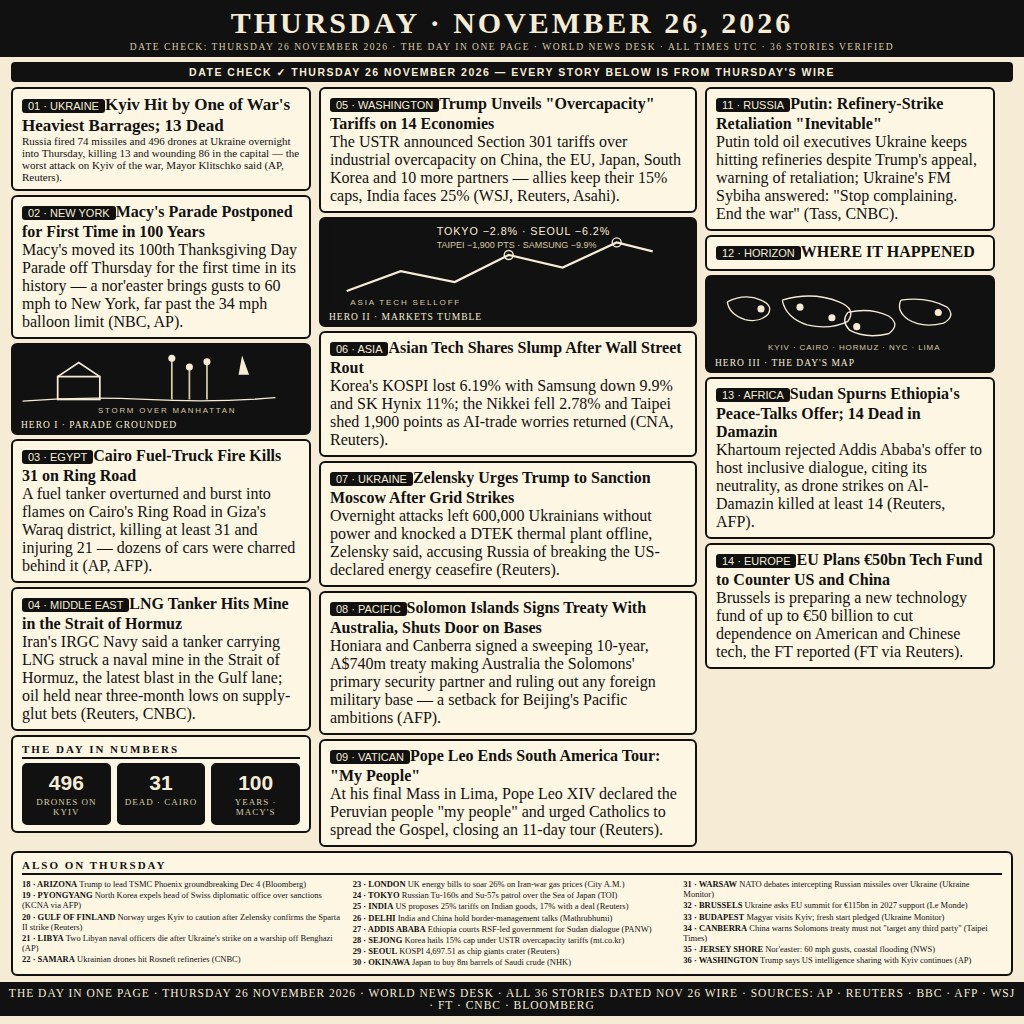 THURSDAY · NOVEMBER 26, 2026
DATE CHECK: THURSDAY 26 NOVEMBER 2026 · THE DAY IN ONE PAGE · WORLD NEWS DESK · ALL TIMES UTC · 36 STORIES VERIFIED
DATE CHECK ✓ THURSDAY 26 NOVEMBER 2026 — EVERY STORY BELOW IS FROM THURSDAY'S WIRE
01 · UKRAINE Kyiv Hit by One of War's
Heaviest Barrages; 13 Dead
Russia fired 74 missiles and 496 drones at Ukraine overnight
into Thursday, killing 13 and wounding 86 in the capital — the
worst attack on Kyiv of the war, Mayor Klitschko said (AP,
Reuters).
02 · NEW YORK Macy's Parade Postponed
for First Time in 100 Years
Macy's moved its 100th Thanksgiving Day
Parade off Thursday for the first time in its
history — a nor'easter brings gusts to 60
mph to New York, far past the 34 mph
balloon limit (NBC, AP).
STORM OVER MANHATTAN
HERO I · PARADE GROUNDED
03 · EGYPT Cairo Fuel-Truck Fire Kills
31 on Ring Road
A fuel tanker overturned and burst into
flames on Cairo's Ring Road in Giza's
Waraq district, killing at least 31 and
injuring 21 — dozens of cars were charred
behind it (AP, AFP).
04 · MIDDLE EAST LNG Tanker Hits Mine
in the Strait of Hormuz
Iran's IRGC Navy said a tanker carrying
LNG struck a naval mine in the Strait of
Hormuz, the latest blast in the Gulf lane;
oil held near three-month lows on supply-
glut bets (Reuters, CNBC).
THE DAY IN NUMBERS
496
DRONES ON
KYIV
31
DEAD · CAIRO
100
YEARS ·
MACY'S
05 · WASHINGTON Trump Unveils "Overcapacity"
Tariffs on 14 Economies
The USTR announced Section 301 tariffs over
industrial overcapacity on China, the EU, Japan, South
Korea and 10 more partners — allies keep their 15%
caps, India faces 25% (WSJ, Reuters, Asahi).
TOKYO −2.8% · SEOUL −6.2%
TAIPEI −1,900 PTS · SAMSUNG −9.9%
ASIA TECH SELLOFF
HERO II · MARKETS TUMBLE
06 · ASIA Asian Tech Shares Slump After Wall Street
Rout
Korea's KOSPI lost 6.19% with Samsung down 9.9%
and SK Hynix 11%; the Nikkei fell 2.78% and Taipei
shed 1,900 points as AI-trade worries returned (CNA,
Reuters).
07 · UKRAINE Zelensky Urges Trump to Sanction
Moscow After Grid Strikes
Overnight attacks left 600,000 Ukrainians without
power and knocked a DTEK thermal plant offline,
Zelensky said, accusing Russia of breaking the US-
declared energy ceasefire (Reuters).
08 · PACIFIC Solomon Islands Signs Treaty With
Australia, Shuts Door on Bases
Honiara and Canberra signed a sweeping 10-year,
A$740m treaty making Australia the Solomons'
primary security partner and ruling out any foreign
military base — a setback for Beijing's Pacific
ambitions (AFP).
09 · VATICAN Pope Leo Ends South America Tour:
"My People"
At his final Mass in Lima, Pope Leo XIV declared the
Peruvian people "my people" and urged Catholics to
spread the Gospel, closing an 11-day tour (Reuters).
11 · RUSSIA Putin: Refinery-Strike
Retaliation "Inevitable"
Putin told oil executives Ukraine keeps
hitting refineries despite Trump's appeal,
warning of retaliation; Ukraine's FM
Sybiha answered: "Stop complaining.
End the war" (Tass, CNBC).
12 · HORIZON WHERE IT HAPPENED
KYIV · CAIRO · HORMUZ · NYC · LIMA
HERO III · THE DAY'S MAP
13 · AFRICA Sudan Spurns Ethiopia's
Peace-Talks Offer; 14 Dead in
Damazin
Khartoum rejected Addis Ababa's offer to
host inclusive dialogue, citing its
neutrality, as drone strikes on Al-
Damazin killed at least 14 (Reuters,
AFP).
14 · EUROPE EU Plans €50bn Tech Fund
to Counter US and China
Brussels is preparing a new technology
fund of up to €50 billion to cut
dependence on American and Chinese
tech, the FT reported (FT via Reuters).
ALSO ON THURSDAY
18 · ARIZONA Trump to lead TSMC Phoenix groundbreaking Dec 4 (Bloomberg)
19 · PYONGYANG North Korea expels head of Swiss diplomatic office over sanctions
(KCNA via AFP)
20 · GULF OF FINLAND Norway urges Kyiv to caution after Zelensky confirms the Sparta
II strike (Reuters)
21 · LIBYA Two Libyan naval officers die after Ukraine's strike on a warship off Benghazi
(AP)
22 · SAMARA Ukrainian drones hit Rosneft refineries (CNBC)
23 · LONDON UK energy bills to soar 26% on Iran-war gas prices (City A.M.)
24 · TOKYO Russian Tu-160s and Su-57s patrol over the Sea of Japan (TOI)
25 · INDIA US proposes 25% tariffs on Indian goods, 17% with a deal (Reuters)
26 · DELHI India and China hold border-management talks (Mathrubhumi)
27 · ADDIS ABABA Ethiopia courts RSF-led government for Sudan dialogue (PANW)
28 · SEJONG Korea hails 15% cap under USTR overcapacity tariffs (mt.co.kr)
29 · SEOUL KOSPI 4,697.51 as chip giants crater (Reuters)
30 · OKINAWA Japan to buy 8m barrels of Saudi crude (NHK)
31 · WARSAW NATO debates intercepting Russian missiles over Ukraine (Ukraine
Monitor)
32 · BRUSSELS Ukraine asks EU summit for €115bn in 2027 support (Le Monde)
33 · BUDAPEST Magyar visits Kyiv; fresh start pledged (Ukraine Monitor)
34 · CANBERRA China warns Solomons treaty must not "target any third party" (Taipei
Times)
35 · JERSEY SHORE Nor'easter: 60 mph gusts, coastal flooding (NWS)
36 · WASHINGTON Trump says US intelligence sharing with Kyiv continues (AP)
THE DAY IN ONE PAGE · THURSDAY 26 NOVEMBER 2026 · WORLD NEWS DESK · ALL 36 STORIES DATED NOV 26 WIRE · SOURCES: AP · REUTERS · BBC · AFP · WSJ
· FT · CNBC · BLOOMBERG